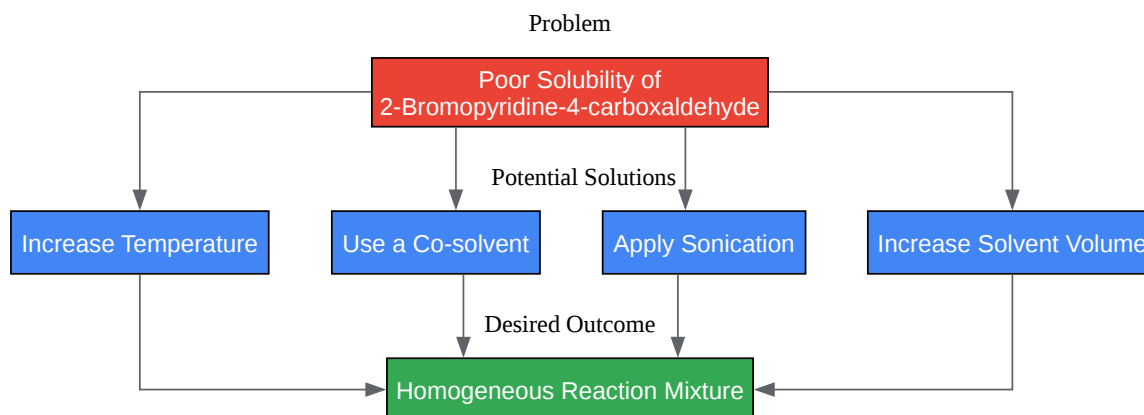 Problem
Poor Solubility of
2-Bromopyridine-4-carboxaldehyde
Potential Solutions
Increase Temperature
Use a Co-solvent
Apply Sonication
Increase Solvent Volume
Desired Outcome
Homogeneous Reaction Mixture